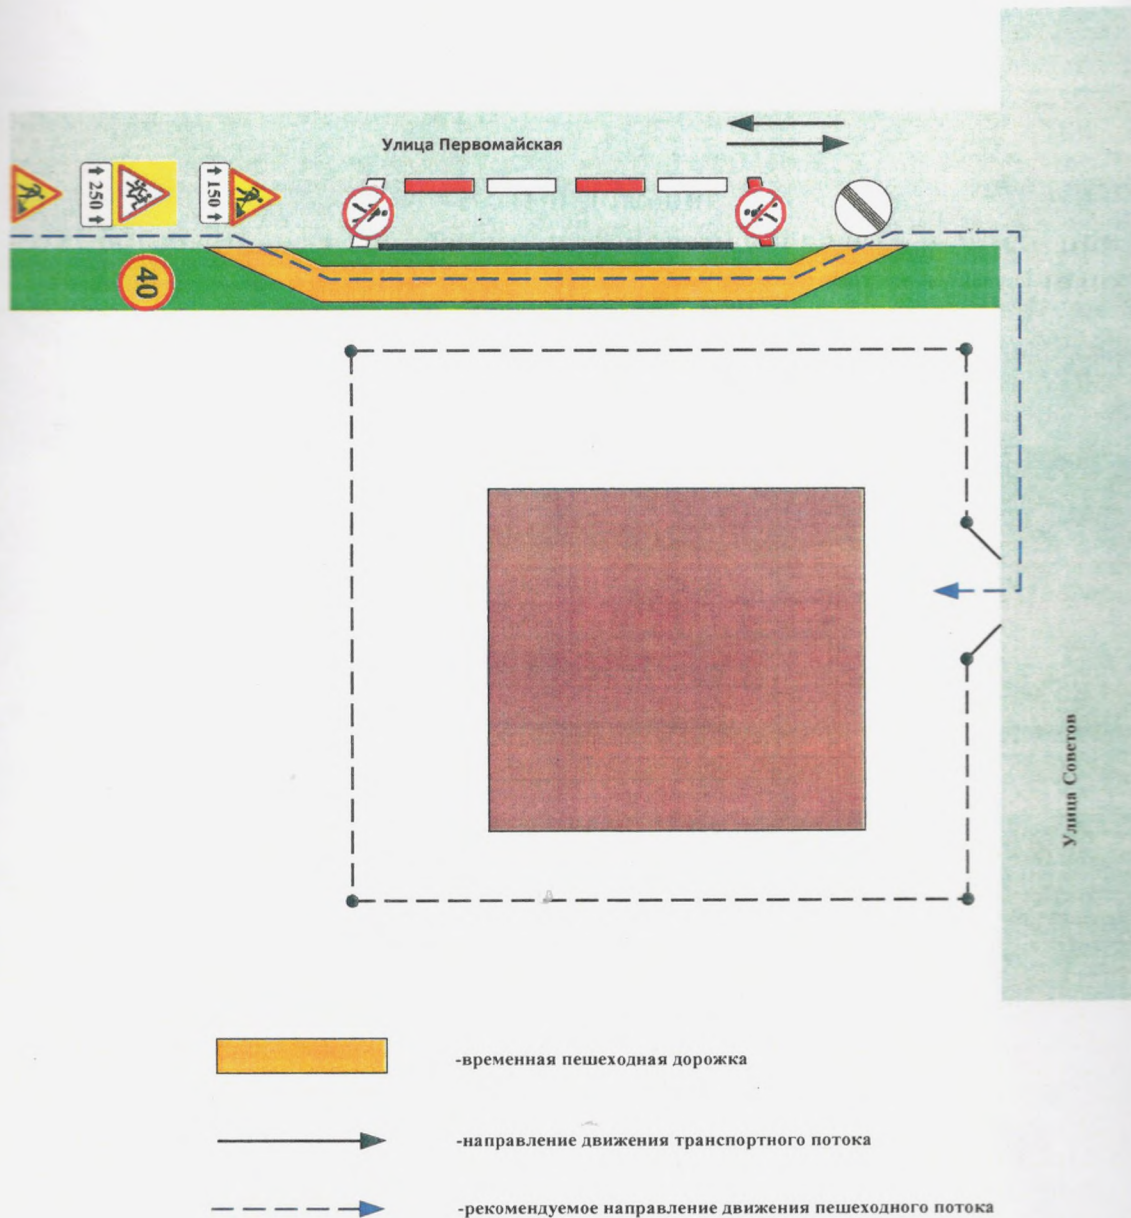 Улица Первомайская
250
150
40
Улица Советов
-временная пешеходная дорожка
-направление движения транспортного потока
-рекомендуемое направление движения пешеходного потока